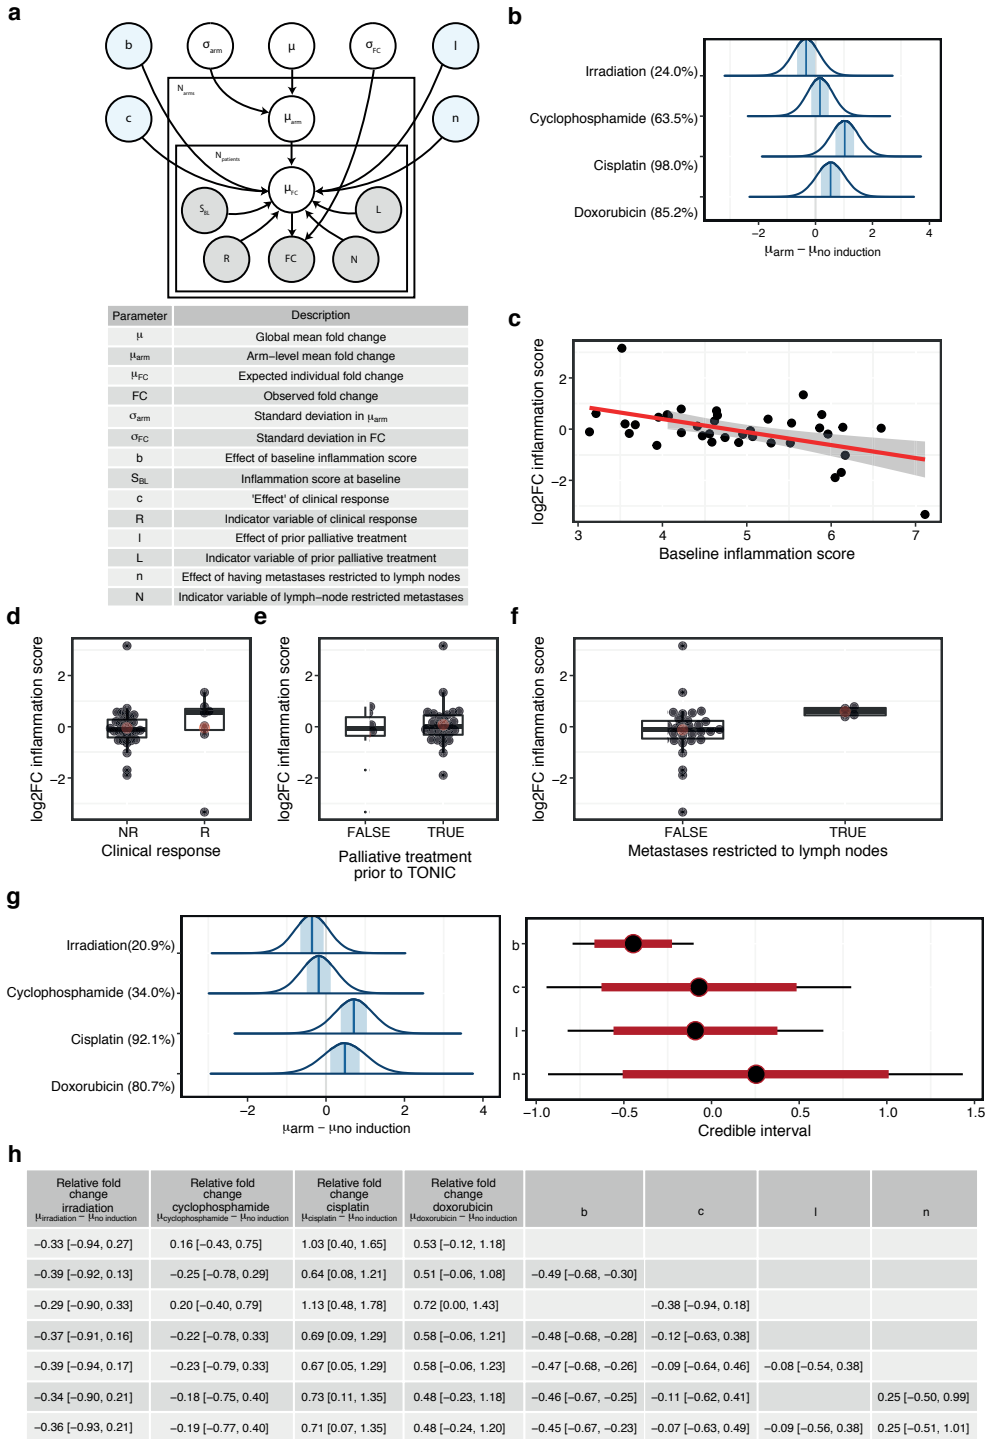 a
b
σarm
μ
σFC
l
Narms
c
μarm
n
Npatients
μFC
SBL
L
R
FC
N
Parameter Description
μ Global mean fold change
μarm Arm−level mean fold change
μFC Expected individual fold change
FC Observed fold change
σarm Standard deviation in μarm
σFC Standard deviation in FC
b Effect of baseline inflammation score
SBL Inflammation score at baseline
c 'Effect' of clinical response
R Indicator variable of clinical response
l Effect of prior palliative treatment
L Indicator variable of prior palliative treatment
n Effect of having metastases restricted to lymph nodes
N Indicator variable of lymph−node restricted metastases
b
Irradiation (24.0%)
Cyclophosphamide (63.5%)
Cisplatin (98.0%)
Doxorubicin (85.2%)
−2 0 2 4
μarm − μno induction
c
log2FC inflammation score
2
0
−2
3 4 5 6 7
Baseline inflammation score
d
log2FC inflammation score
2
0
−2
NR R
Clinical response
e
log2FC inflammation score
2
0
−2
FALSE TRUE
Palliative treatment
prior to TONIC
f
log2FC inflammation score
2
0
−2
FALSE TRUE
Metastases restricted to lymph nodes
g
Irradiation(20.9%)
Cyclophosphamide (34.0%)
Cisplatin (92.1%)
Doxorubicin (80.7%)
−2 0 2 4
μarm − μno induction
b
c
l
n
−1.0 −0.5 0.0 0.5 1.0 1.5
Credible interval
h
Relative fold change irradiation μirradiation − μno induction
Relative fold change cyclophosphamide μcyclophosphamide − μno induction
Relative fold change cisplatin μcisplatin − μno induction
Relative fold change doxorubicin μdoxorubicin − μno induction
b c l n
−0.33 [−0.94, 0.27] 0.16 [−0.43, 0.75] 1.03 [0.40, 1.65] 0.53 [−0.12, 1.18]
−0.39 [−0.92, 0.13] −0.25 [−0.78, 0.29] 0.64 [0.08, 1.21] 0.51 [−0.06, 1.08] −0.49 [−0.68, −0.30]
−0.29 [−0.90, 0.33] 0.20 [−0.40, 0.79] 1.13 [0.48, 1.78] 0.72 [0.00, 1.43] −0.38 [−0.94, 0.18]
−0.37 [−0.91, 0.16] −0.22 [−0.78, 0.33] 0.69 [0.09, 1.29] 0.58 [−0.06, 1.21] −0.48 [−0.68, −0.28] −0.12 [−0.63, 0.38]
−0.39 [−0.94, 0.17] −0.23 [−0.79, 0.33] 0.67 [0.05, 1.29] 0.58 [−0.06, 1.23] −0.47 [−0.68, −0.26] −0.09 [−0.64, 0.46] −0.08 [−0.54, 0.38]
−0.34 [−0.90, 0.21] −0.18 [−0.75, 0.40] 0.73 [0.11, 1.35] 0.48 [−0.23, 1.18] −0.46 [−0.67, −0.25] −0.11 [−0.62, 0.41] 0.25 [−0.50, 0.99]
−0.36 [−0.93, 0.21] −0.19 [−0.77, 0.40] 0.71 [0.07, 1.35] 0.48 [−0.24, 1.20] −0.45 [−0.67, −0.23] −0.07 [−0.63, 0.49] −0.09 [−0.56, 0.38] 0.25 [−0.51, 1.01]